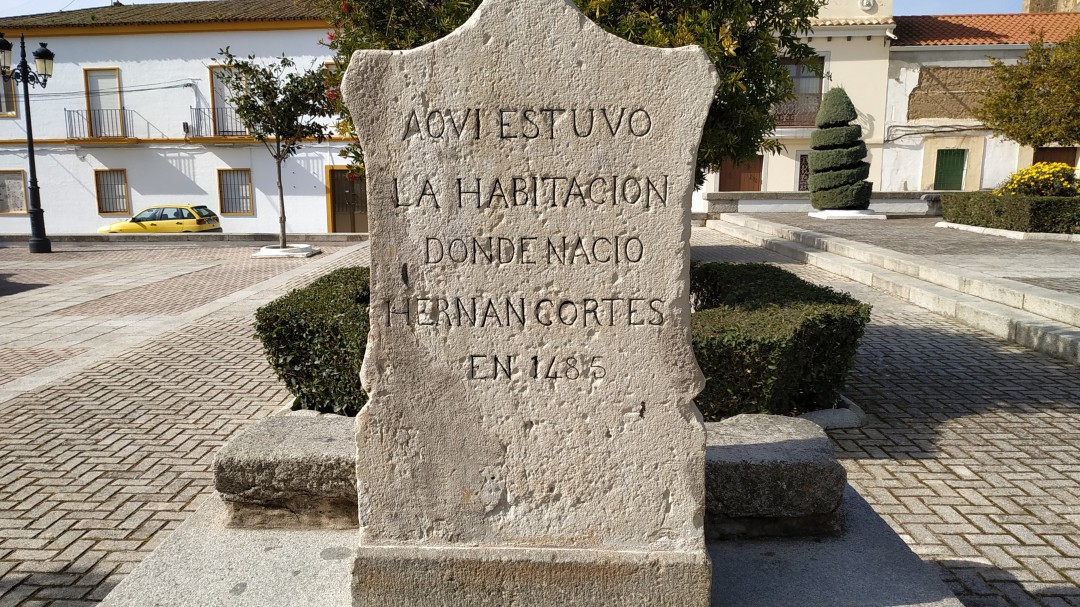 AQVI ESTUVO
LA HABITACION
DONDE NACIO
HERNAN CORTES
EN 1485